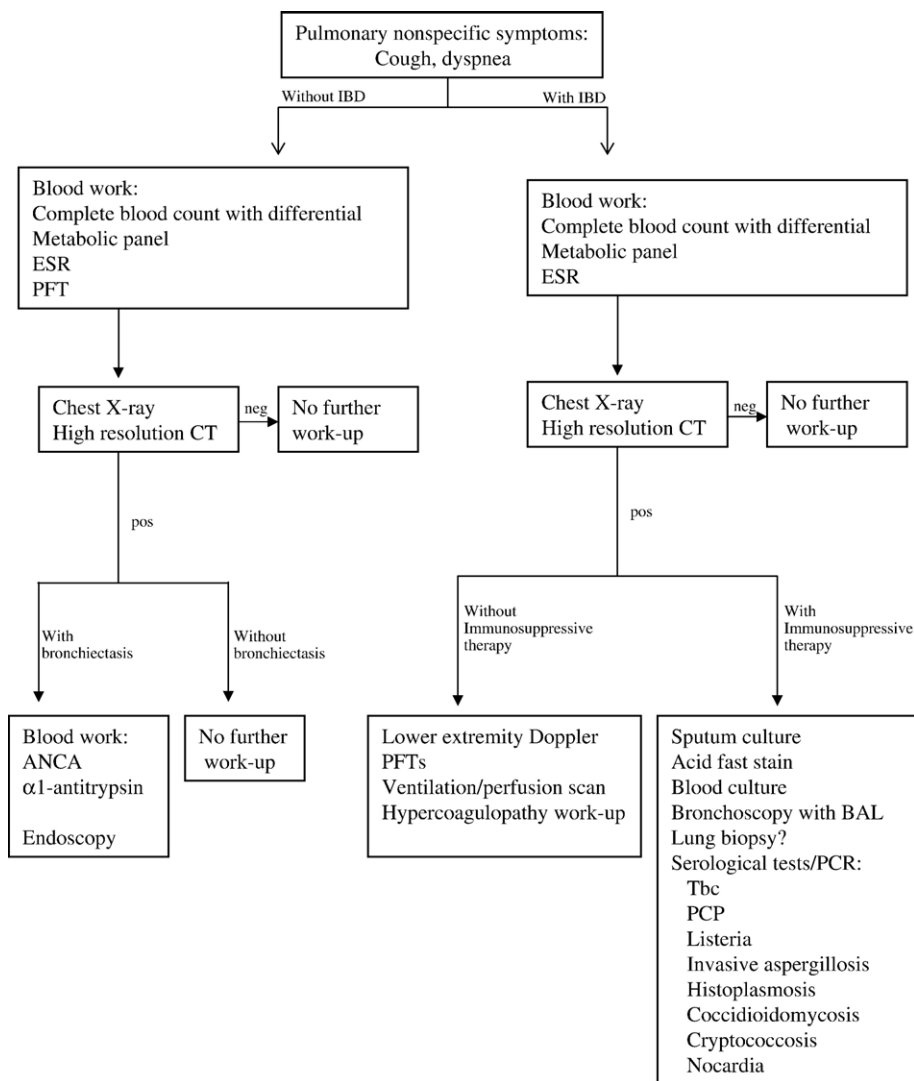 Pulmonary nonspecific symptoms:
Cough, dyspnea
Without IBD
With IBD
Blood work:
Complete blood count with differential
Metabolic panel
ESR
PFT
Blood work:
Complete blood count with differential
Metabolic panel
ESR
Chest X-ray
High resolution CT
neg
No further
work-up
Chest X-ray
High resolution CT
neg
No further
work-up
pos
pos
With
bronchiectasis
Without
bronchiectasis
Without
Immunosuppressive
therapy
With
Immunosuppressive
therapy
Blood work:
ANCA
α1-antitrypsin
Endoscopy
No further
work-up
Lower extremity Doppler
PFTs
Ventilation/perfusion scan
Hypercoagulopathy work-up
Sputum culture
Acid fast stain
Blood culture
Bronchoscopy with BAL
Lung biopsy?
Serological tests/PCR:
Tbc
PCP
Listeria
Invasive aspergillosis
Histoplasmosis
Coccidioidomycosis
Cryptococcosis
Nocardia